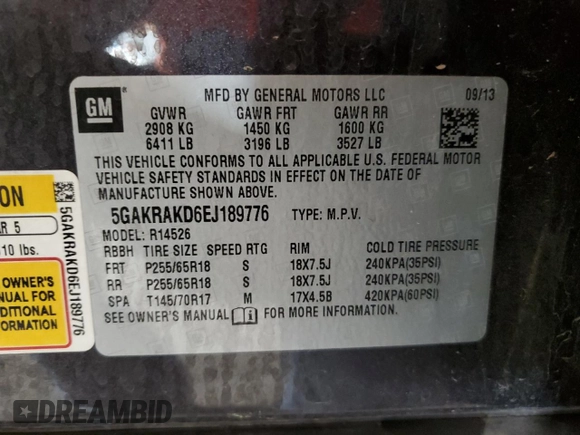 GM
MFD BY GENERAL MOTORS LLC 09/13
GVWR GAWR FRT GAWR RR
2908 KG 1450 KG 1600 KG
6411 LB 3196 LB 3527 LB
THIS VEHICLE CONFORMS TO ALL APPLICABLE U.S. FEDERAL MOTOR
VEHICLE SAFETY STANDARDS IN EFFECT ON THE DATE OF
MANUFACTURE SHOWN ABOVE.
5GAKRAKD6EJ189776 TYPE: M.P.V.
MODEL: R14526
RBBH TIRE SIZE SPEED RTG RIM COLD TIRE PRESSURE
FRT P255/65R18 S 18X7.5J 240KPA(35PSI)
RR P255/65R18 S 18X7.5J 240KPA(35PSI)
SPA T145/70R17 M 17X4.5B 420KPA(60PSI)
SEE OWNER'S MANUAL FOR MORE INFORMATION.
ON
R 5
10 lbs.
OWNER'S
NUAL FOR
DITIONAL
ORMATION
5GAKRAKD6EJ189776
DREAMBID